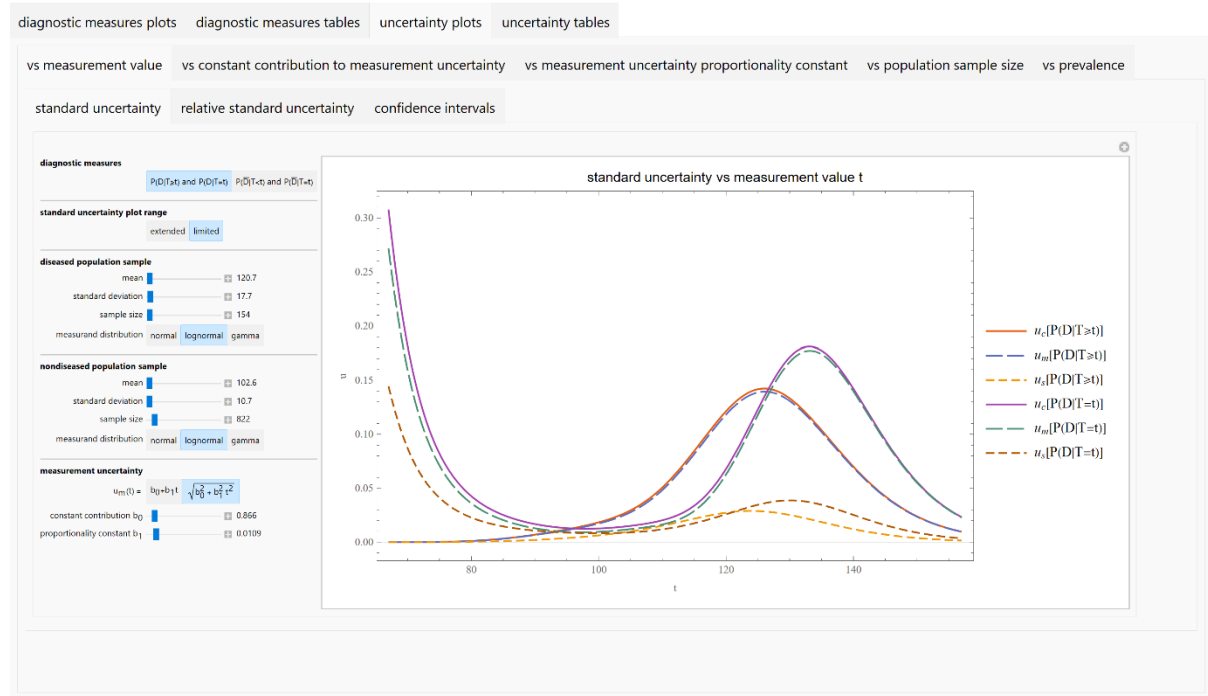 diagnostic measures plots diagnostic measures tables uncertainty plots uncertainty tables
vs measurement value vs constant contribution to measurement uncertainty vs measurement uncertainty proportionality constant vs population sample size vs prevalence
standard uncertainty relative standard uncertainty confidence intervals
diagnostic measures
P(D|T≥t) and P(D|T=t) P(D̅|T<t) and P(D̅|T=t)
standard uncertainty plot range
extended limited
diseased population sample
mean 120.7
standard deviation 17.7
sample size 154
measurand distribution normal lognormal gamma
nondiseased population sample
mean 102.6
standard deviation 10.7
sample size 822
measurand distribution normal lognormal gamma
measurement uncertainty
uₘ(t) = b₀+b₁t √(b₀² + b₁² t²)
constant contribution b₀ 0.866
proportionality constant b₁ 0.0109
standard uncertainty vs measurement value t
0.30
0.25
0.20
0.15
0.10
0.05
0.00
u
80 100 120 140
t
u_c[P(D|T≥t)]
u_m[P(D|T≥t)]
u_s[P(D|T≥t)]
u_c[P(D|T=t)]
u_m[P(D|T=t)]
u_s[P(D|T=t)]